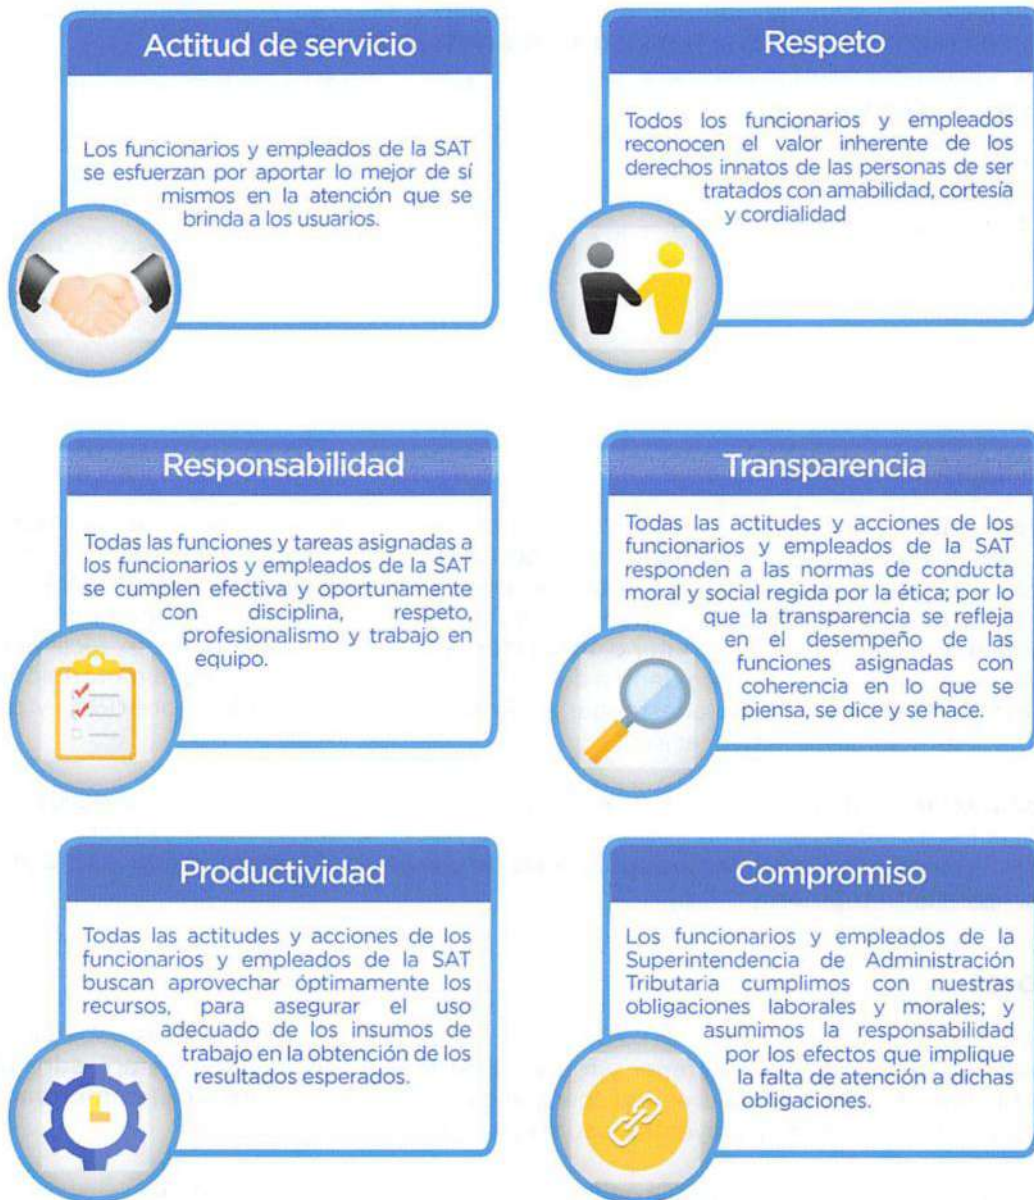 Actitud de servicio
Los funcionarios y empleados de la SAT
se esfuerzan por aportar lo mejor de sí
mismos en la atención que se
brinda a los usuarios.
Respeto
Todos los funcionarios y empleados
reconocen el valor inherente de los
derechos innatos de las personas de ser
tratados con amabilidad, cortesía
y cordialidad
Responsabilidad
Todas las funciones y tareas asignadas a
los funcionarios y empleados de la SAT
se cumplen efectiva y oportunamente
con disciplina, respeto,
profesionalismo y trabajo en
equipo.
Transparencia
Todas las actitudes y acciones de los
funcionarios y empleados de la SAT
responden a las normas de conducta
moral y social regida por la ética; por lo
que la transparencia se refleja
en el desempeño de las
funciones asignadas con
coherencia en lo que se
piensa, se dice y se hace.
Productividad
Todas las actitudes y acciones de los
funcionarios y empleados de la SAT
buscan aprovechar óptimamente los
recursos, para asegurar el uso
adecuado de los insumos de
trabajo en la obtención de los
resultados esperados.
Compromiso
Los funcionarios y empleados de la
Superintendencia de Administración
Tributaria cumplimos con nuestras
obligaciones laborales y morales; y
asumimos la responsabilidad
por los efectos que implique
la falta de atención a dichas
obligaciones.